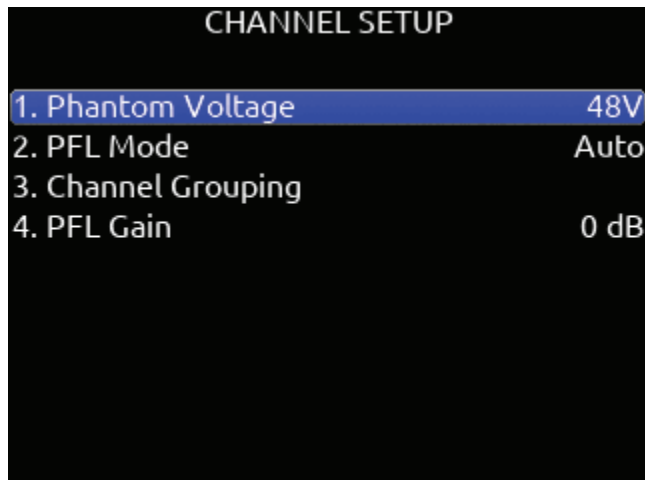 CHANNEL SETUP
1. Phantom Voltage 48V
2. PFL Mode Auto
3. Channel Grouping
4. PFL Gain 0 dB